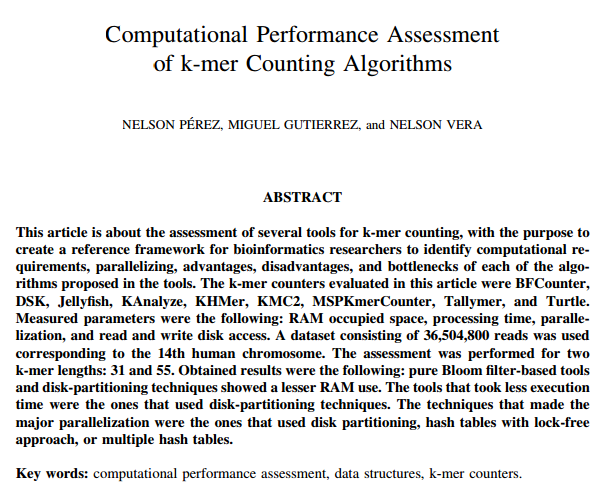 Computational Performance Assessment
of k-mer Counting Algorithms
NELSON PÉREZ, MIGUEL GUTIERREZ, and NELSON VERA
ABSTRACT
This article is about the assessment of several tools for k-mer counting, with the purpose to
create a reference framework for bioinformatics researchers to identify computational re-
quirements, parallelizing, advantages, disadvantages, and bottlenecks of each of the algo-
rithms proposed in the tools. The k-mer counters evaluated in this article were BFCounter,
DSK, Jellyfish, KAnalyze, KHMer, KMC2, MSPKmerCounter, Tallymer, and Turtle.
Measured parameters were the following: RAM occupied space, processing time, paralle-
lization, and read and write disk access. A dataset consisting of 36,504,800 reads was used
corresponding to the 14th human chromosome. The assessment was performed for two
k-mer lengths: 31 and 55. Obtained results were the following: pure Bloom filter-based tools
and disk-partitioning techniques showed a lesser RAM use. The tools that took less execution
time were the ones that used disk-partitioning techniques. The techniques that made the
major parallelization were the ones that used disk partitioning, hash tables with lock-free
approach, or multiple hash tables.
Key words: computational performance assessment, data structures, k-mer counters.